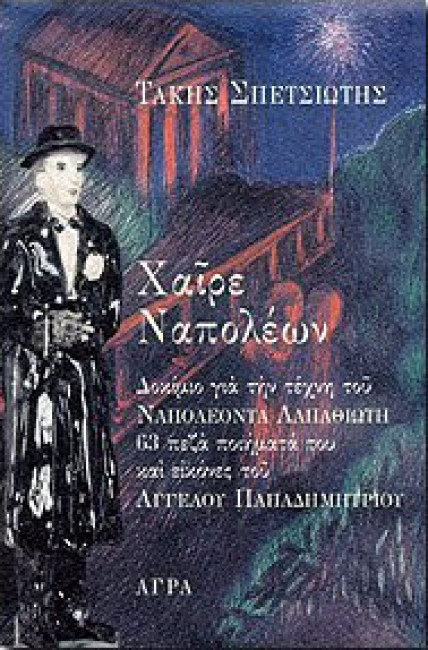 ΤΑΚΗΣ ΣΠΕΤΣΙΩΤΗΣ
Χαῖρε
Ναπολέων
Δοκίμιο γιὰ τὴν τέχνη τοῦ
ΝΑΠΟΛΕΟΝΤΑ ΛΑΠΑΘΙΩΤΗ
63 πεζὰ ποιήματά του
καὶ εἰκόνες τοῦ
ΑΓΓΕΛΟΥ ΠΑΠΑΔΗΜΗΤΡΙΟΥ
ΑΓΡΑ